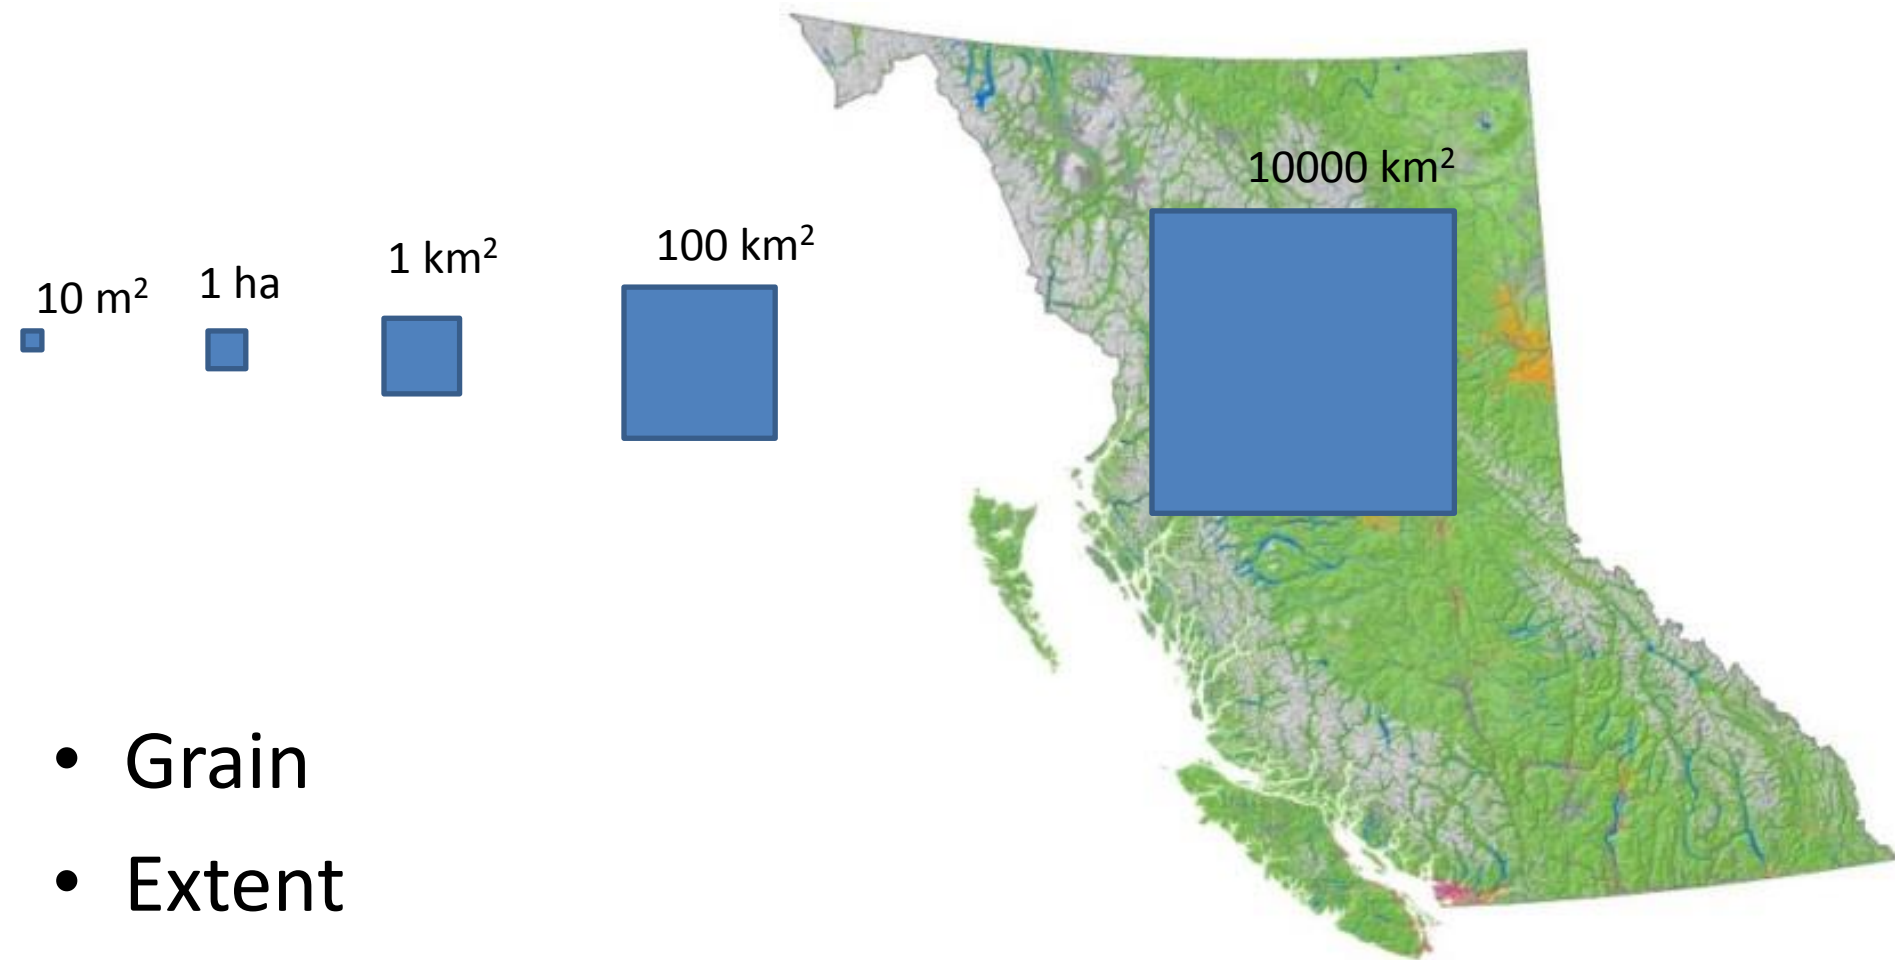 10000 km²
100 km²
1 km²
1 ha
10 m²
• Grain
• Extent